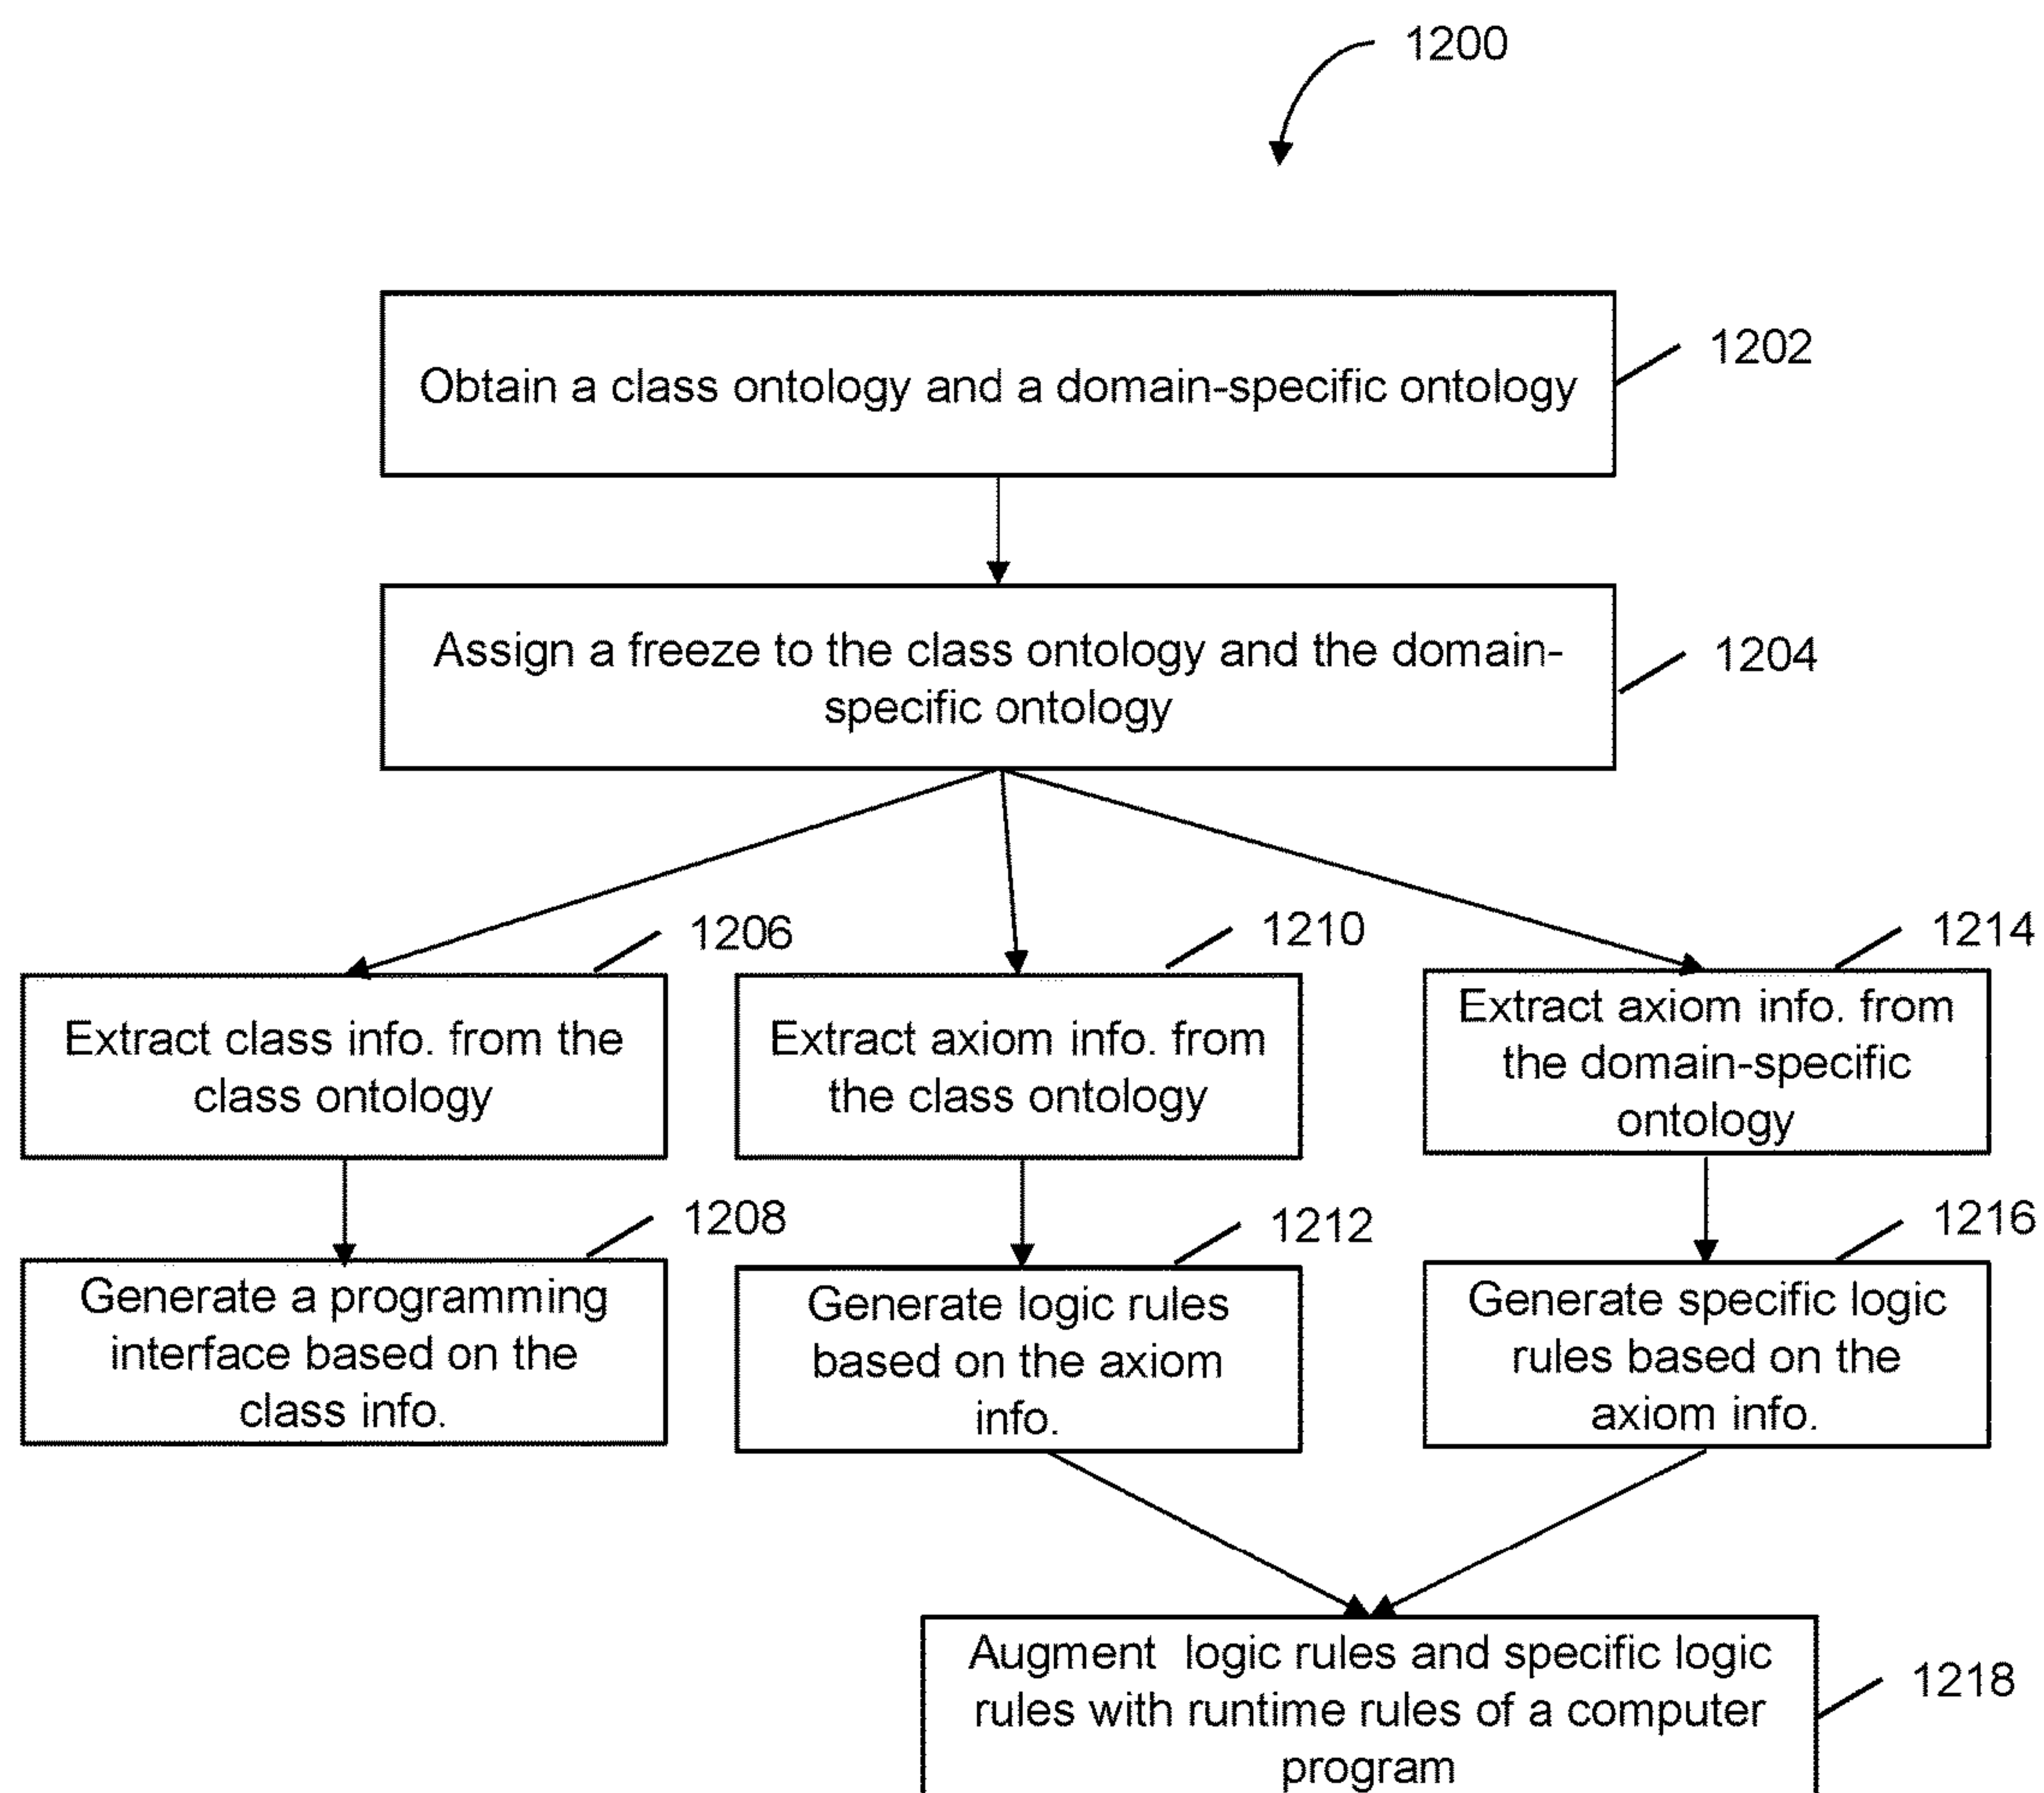 1200
Obtain a class ontology and a domain-specific ontology
1202
Assign a freeze to the class ontology and the domain-
specific ontology
1204
1206
Extract class info. from the
class ontology
1210
Extract axiom info. from
the class ontology
1214
Extract axiom info. from
the domain-specific
ontology
1208
Generate a programming
interface based on the
class info.
1212
Generate logic rules
based on the axiom
info.
1216
Generate specific logic
rules based on the
axiom info.
Augment logic rules and specific logic
rules with runtime rules of a computer
program
1218